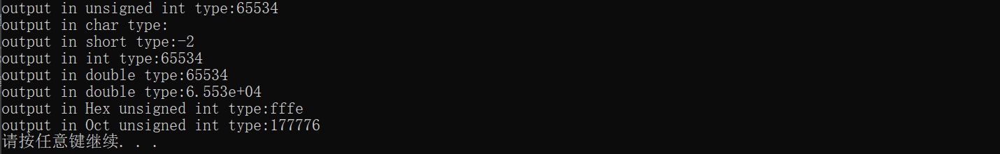 output in unsigned int type:65534
output in char type:
output in short type:-2
output in int type:65534
output in double type:65534
output in double type:6.553e+04
output in Hex unsigned int type:fffe
output in Oct unsigned int type:177776
请按任意键继续. . .